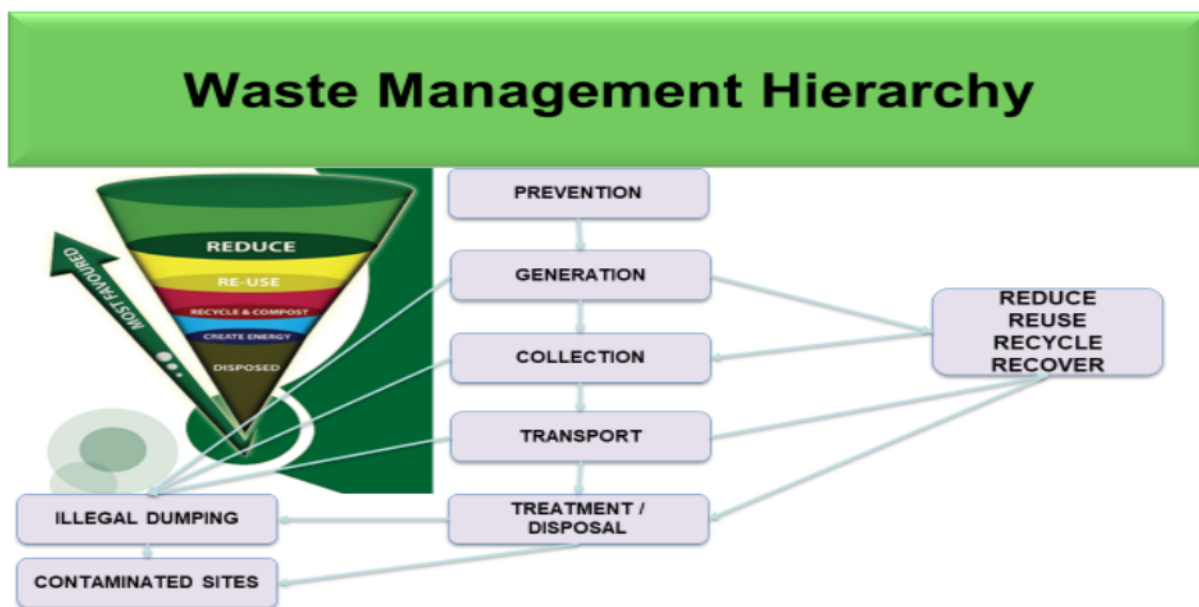 Waste Management Hierarchy
REDUCE
RE-USE
RECYCLE & COMPOST
CREATE ENERGY
DISPOSED
MOST FAVOURED
PREVENTION
GENERATION
COLLECTION
TRANSPORT
TREATMENT /
DISPOSAL
REDUCE
REUSE
RECYCLE
RECOVER
ILLEGAL DUMPING
CONTAMINATED SITES